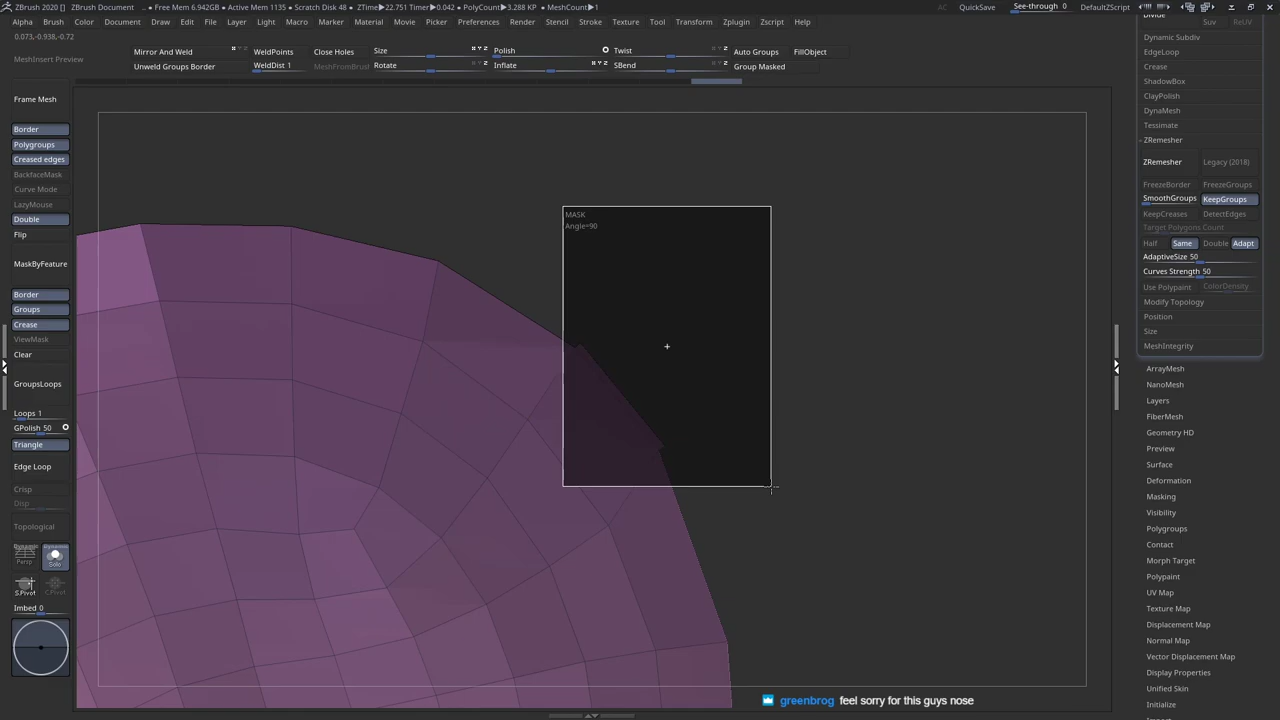 ZBrush 2020 [] .. • Free Mem 6.942GB • Active Mem 1135 • Scratch Disk 48 • ZTime▶22.751 Timer▶0.042 • PolyCount▶3.288 KP • MeshCount▶1
AC QuickSave See-through 0 DefaultZScript
Alpha Brush Color Document Draw Edit File Layer Light Macro Marker Material Movie Picker Preferences Render Stencil Stroke Texture Tool Transform Zplugin Zscript Help
0.073,-0.938,-0.72
MeshInsert Preview
Mirror And Weld WeldPoints Close Holes Size Polish Twist Auto Groups FillObject
Unweld Groups Border WeldDist 1 MeshFromBrush Rotate Inflate SBend Group Masked
Frame Mesh
Border
Polygroups
Creased edges
BackfaceMask
Curve Mode
LazyMouse
Double
Flip
MaskByFeature
Border
Groups
Crease
ViewMask
Clear
GroupsLoops
Loops 1
GPolish 50
Triangle
Edge Loop
Crisp
Disp
Topological
Dynamic Dynamic
Persp Solo
S.Pivot C.Pivot
Imbed 0
MASK
Angle=90
Divide Suv ReUV
Dynamic Subdiv
EdgeLoop
Crease
ShadowBox
ClayPolish
DynaMesh
Tessimate
ZRemesher
ZRemesher Legacy (2018)
FreezeBorder FreezeGroups
SmoothGroups KeepGroups
KeepCreases DetectEdges
Target Polygons Count
Half Same Double Adapt
AdaptiveSize 50
Curves Strength 50
Use Polypaint ColorDensity
Modify Topology
Position
Size
MeshIntegrity
ArrayMesh
NanoMesh
Layers
FiberMesh
Geometry HD
Preview
Surface
Deformation
Masking
Visibility
Polygroups
Contact
Morph Target
Polypaint
UV Map
Texture Map
Displacement Map
Normal Map
Vector Displacement Map
Display Properties
Unified Skin
Initialize
Import
greenbrog feel sorry for this guys nose